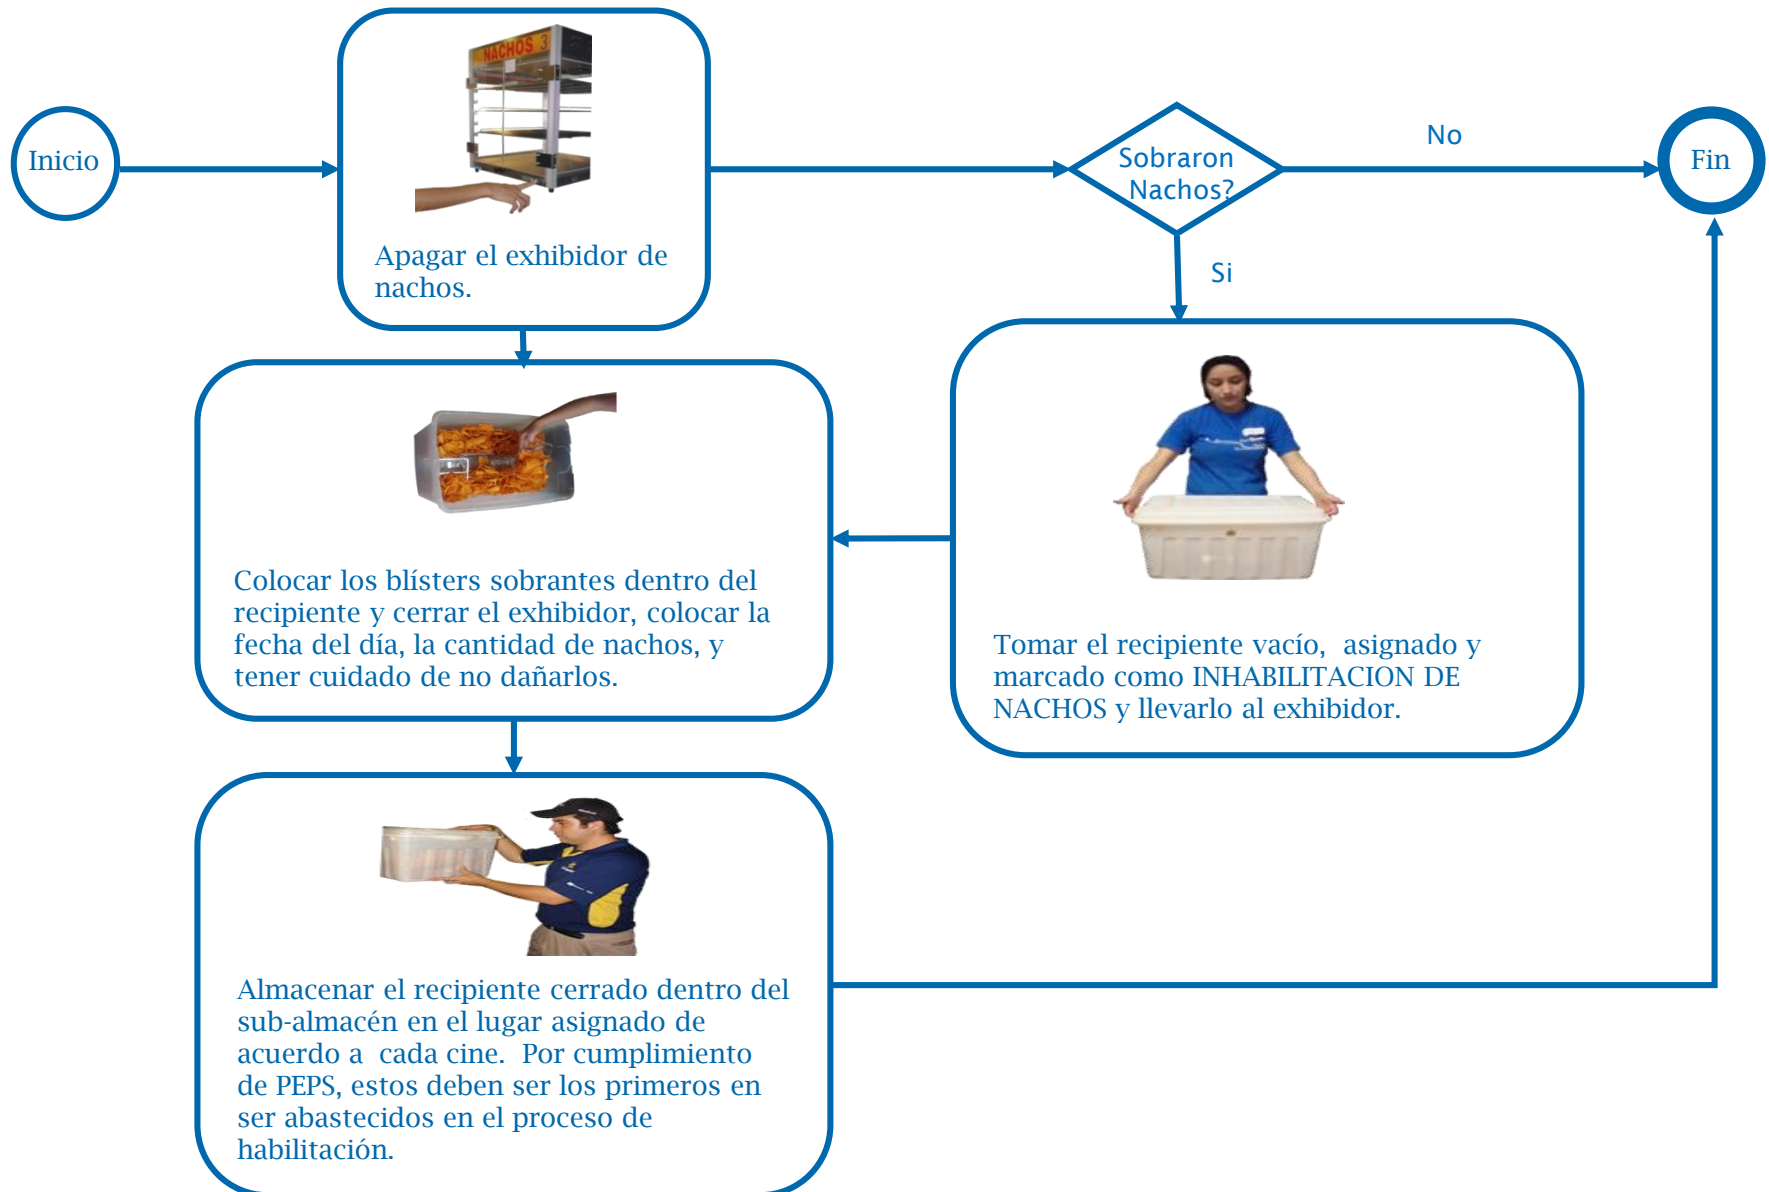 Inicio
NACHOS 3
Apagar el exhibidor de
nachos.
Sobraron
Nachos?
No
Fin
Si
Colocar los blísters sobrantes dentro del
recipiente y cerrar el exhibidor, colocar la
fecha del día, la cantidad de nachos, y
tener cuidado de no dañarlos.
Tomar el recipiente vacío, asignado y
marcado como INHABILITACION DE
NACHOS y llevarlo al exhibidor.
Almacenar el recipiente cerrado dentro del
sub-almacén en el lugar asignado de
acuerdo a cada cine. Por cumplimiento
de PEPS, estos deben ser los primeros en
ser abastecidos en el proceso de
habilitación.